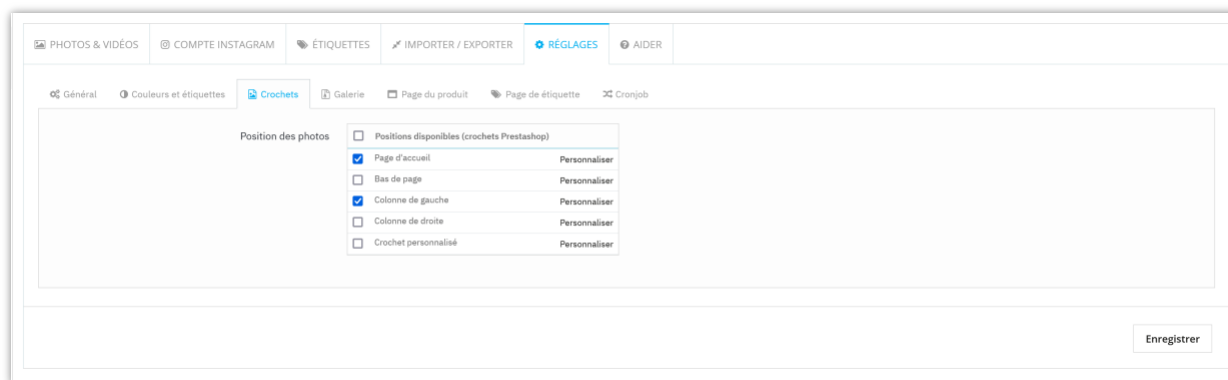 PHOTOS & VIDÉOS COMPTE INSTAGRAM ÉTIQUETTES IMPORTER / EXPORTER RÉGLAGES AIDER
Général Couleurs et étiquettes Crochets Galerie Page du produit Page de étiquette Cronjob
Position des photos Positions disponibles (crochets Prestashop)
Page d'accueil Personnaliser
Bas de page Personnaliser
Colonne de gauche Personnaliser
Colonne de droite Personnaliser
Crochet personnalisé Personnaliser
Enregistrer